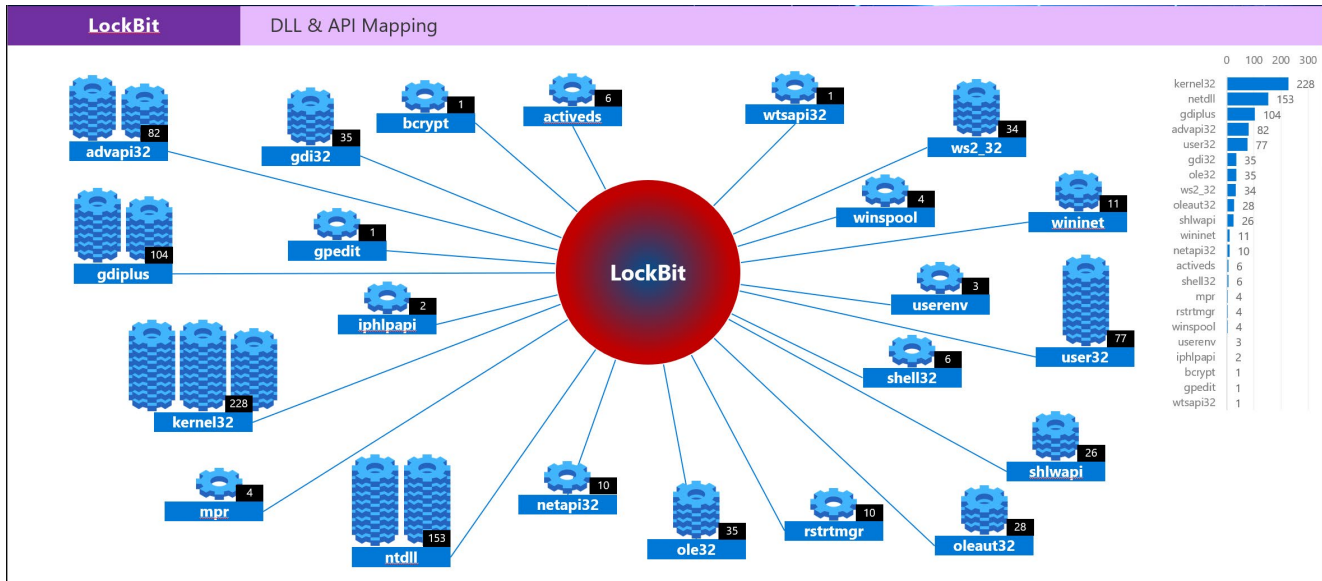 LockBit
DLL & API Mapping
82
advapi32
35
gdi32
1
bcrypt
6
activeds
1
wtsapi32
34
ws2_32
104
gdiplus
1
gpedit
4
winspool
11
wininet
2
iphlpapi
LockBit
3
userenv
77
user32
228
kernel32
6
shell32
4
mpr
153
ntdll
10
netapi32
35
ole32
10
rstrtmgr
28
oleaut32
26
shlwapi
0 100 200 300
kernel32 228
netdll 153
gdiplus 104
advapi32 82
user32 77
gdi32 35
ole32 35
ws2_32 34
oleaut32 28
shlwapi 26
wininet 11
netapi32 10
activeds 6
shell32 6
mpr 4
rstrtmgr 4
winspool 4
userenv 3
iphlpapi 2
bcrypt 1
gpedit 1
wtsapi32 1